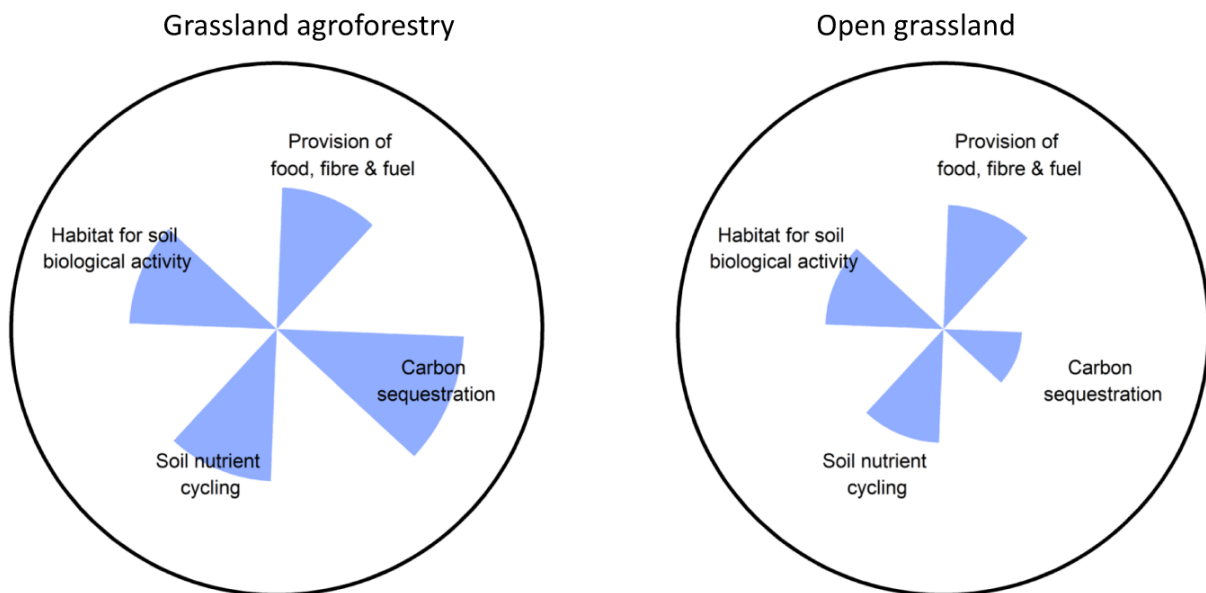 Grassland agroforestry
Provision of
food, fibre & fuel
Habitat for soil
biological activity
Carbon
sequestration
Soil nutrient
cycling
Open grassland
Provision of
food, fibre & fuel
Habitat for soil
biological activity
Carbon
sequestration
Soil nutrient
cycling